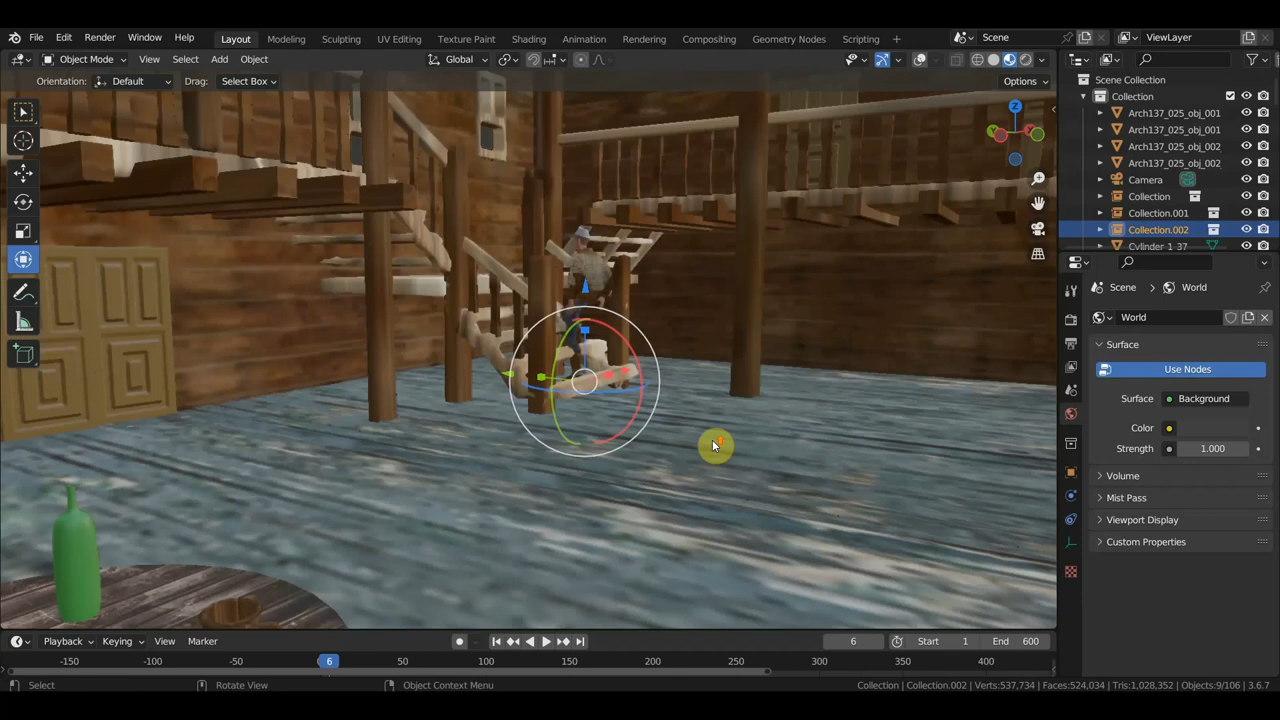 File Edit Render Window Help
Layout Modeling Sculpting UV Editing Texture Paint Shading Animation Rendering Compositing Geometry Nodes Scripting +
Scene
ViewLayer
Object Mode View Select Add Object
Global
Orientation: Default Drag: Select Box
Options
Scene Collection
Collection
Arch137_025_obj_001
Arch137_025_obj_001
Arch137_025_obj_002
Arch137_025_obj_002
Camera
Collection
Collection.001
Collection.002
Cylinder_1_37
Z
Y
X
Scene > World
World
Surface
Use Nodes
Surface Background
Color
Strength 1.000
Volume
Mist Pass
Viewport Display
Custom Properties
Playback Keying View Marker
6 Start 1 End 600
-150 -100 -50 6 50 100 150 200 250 300 350 400
Select Rotate View Object Context Menu
Collection | Collection.002 | Verts:537,734 | Faces:524,034 | Tris:1,028,352 | Objects:9/106 | 3.6.7